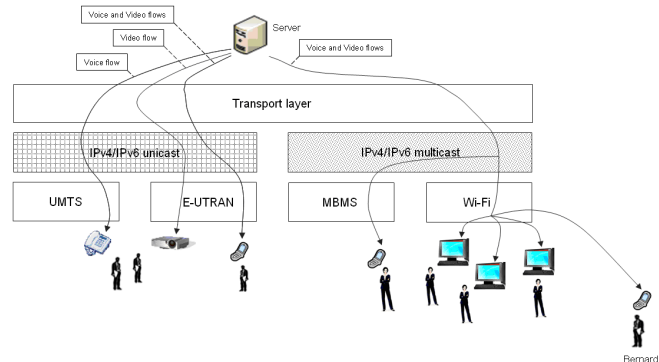 Voice and Video flows
Server
Video flow
Voice and Video flows
Voice flow
Transport layer
IPv4/IPv6 unicast
IPv4/IPv6 multicast
UMTS
E-UTRAN
MBMS
Wi-Fi
Bernard